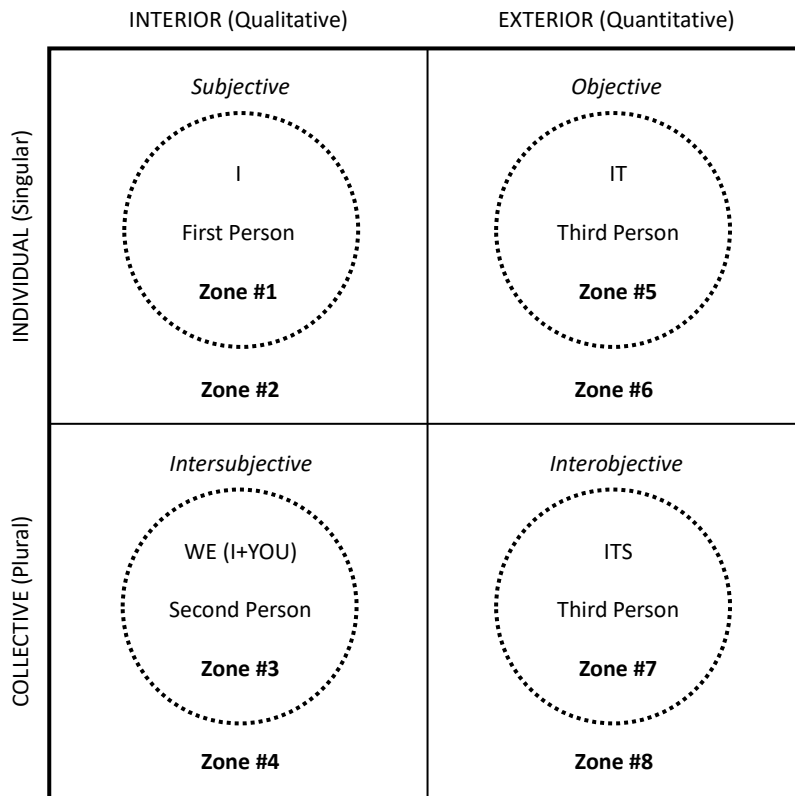 INTERIOR (Qualitative)
EXTERIOR (Quantitative)
INDIVIDUAL (Singular)
Subjective
I
First Person
Zone #1
Zone #2
Objective
IT
Third Person
Zone #5
Zone #6
COLLECTIVE (Plural)
Intersubjective
WE (I+YOU)
Second Person
Zone #3
Zone #4
Interobjective
ITS
Third Person
Zone #7
Zone #8